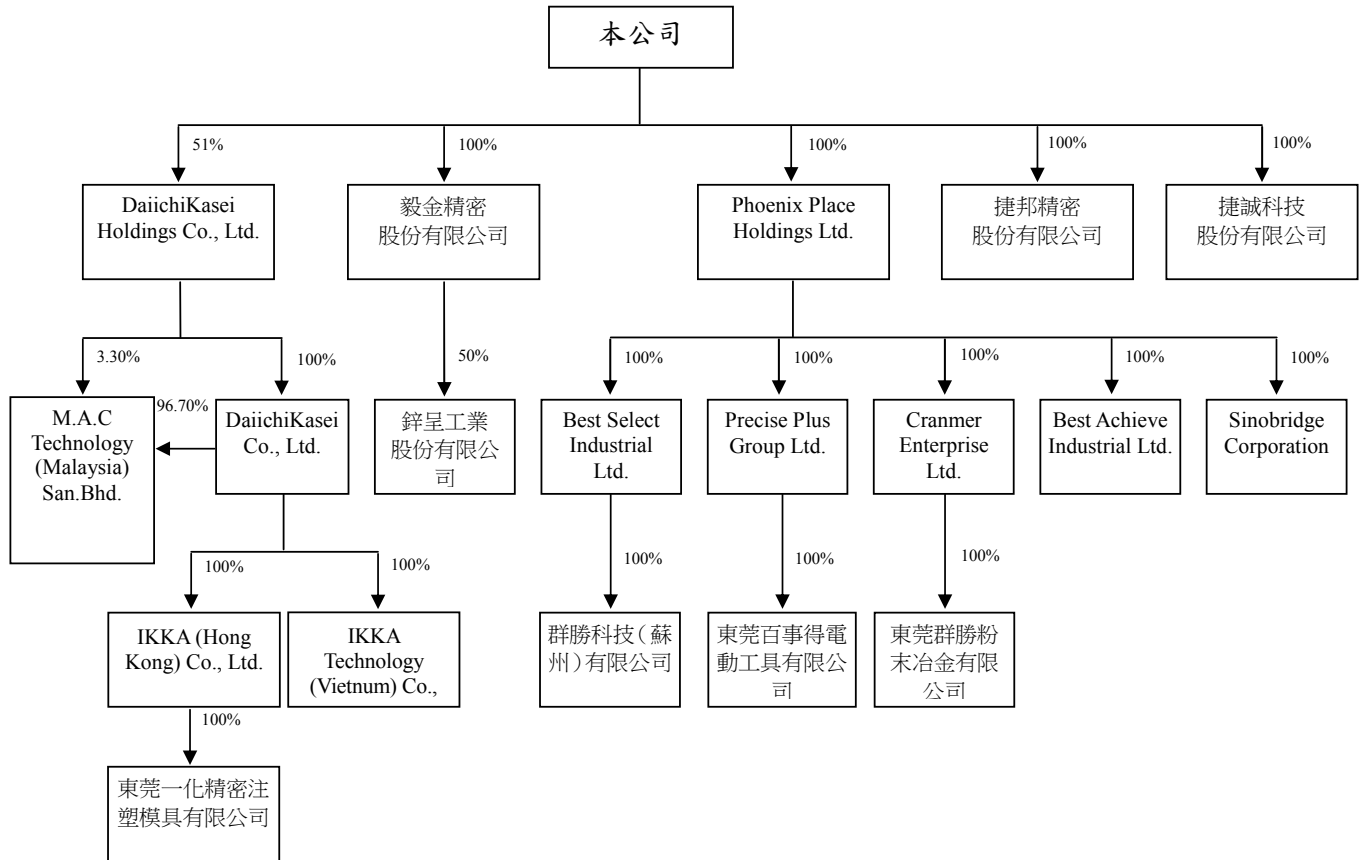 本公司
51%
100%
100%
100%
100%
DaiichiKasei
Holdings Co., Ltd.
毅金精密
股份有限公司
Phoenix Place
Holdings Ltd.
捷邦精密
股份有限公司
捷誠科技
股份有限公司
3.30%
100%
50%
100%
100%
100%
100%
100%
M.A.C
Technology
(Malaysia)
San.Bhd.
96.70%
DaiichiKasei
Co., Ltd.
鋅呈工業
股份有限公
司
Best Select
Industrial
Ltd.
Precise Plus
Group Ltd.
Cranmer
Enterprise
Ltd.
Best Achieve
Industrial Ltd.
Sinobridge
Corporation
100%
100%
100%
100%
100%
IKKA (Hong
Kong) Co., Ltd.
IKKA
Technology
(Vietnum) Co.,
群勝科技（蘇
州）有限公司
東莞百事得電
動工具有限公
司
東莞群勝粉
末冶金有限
公司
100%
東莞一化精密注
塑模具有限公司